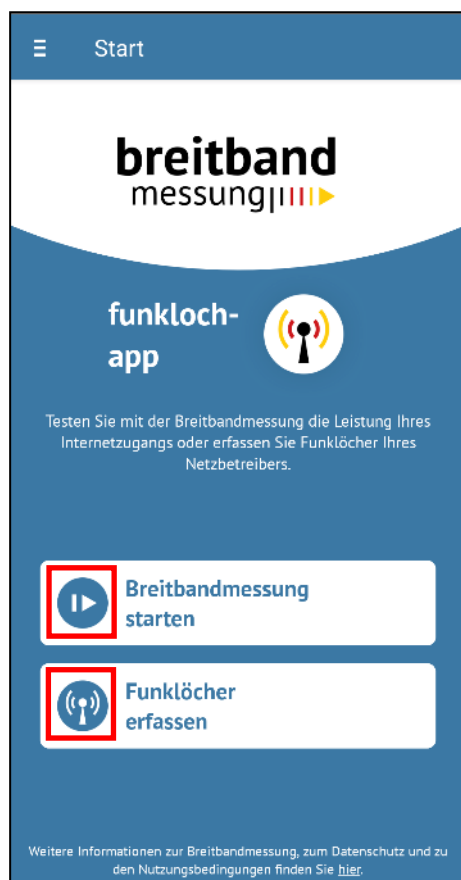 Start
breitband
messung
funkloch-
app
Testen Sie mit der Breitbandmessung die Leistung Ihres
Internetzugangs oder erfassen Sie Funklöcher Ihres
Netzbetreibers.
Breitbandmessung
starten
Funklöcher
erfassen
Weitere Informationen zur Breitbandmessung, zum Datenschutz und zu
den Nutzungsbedingungen finden Sie hier.